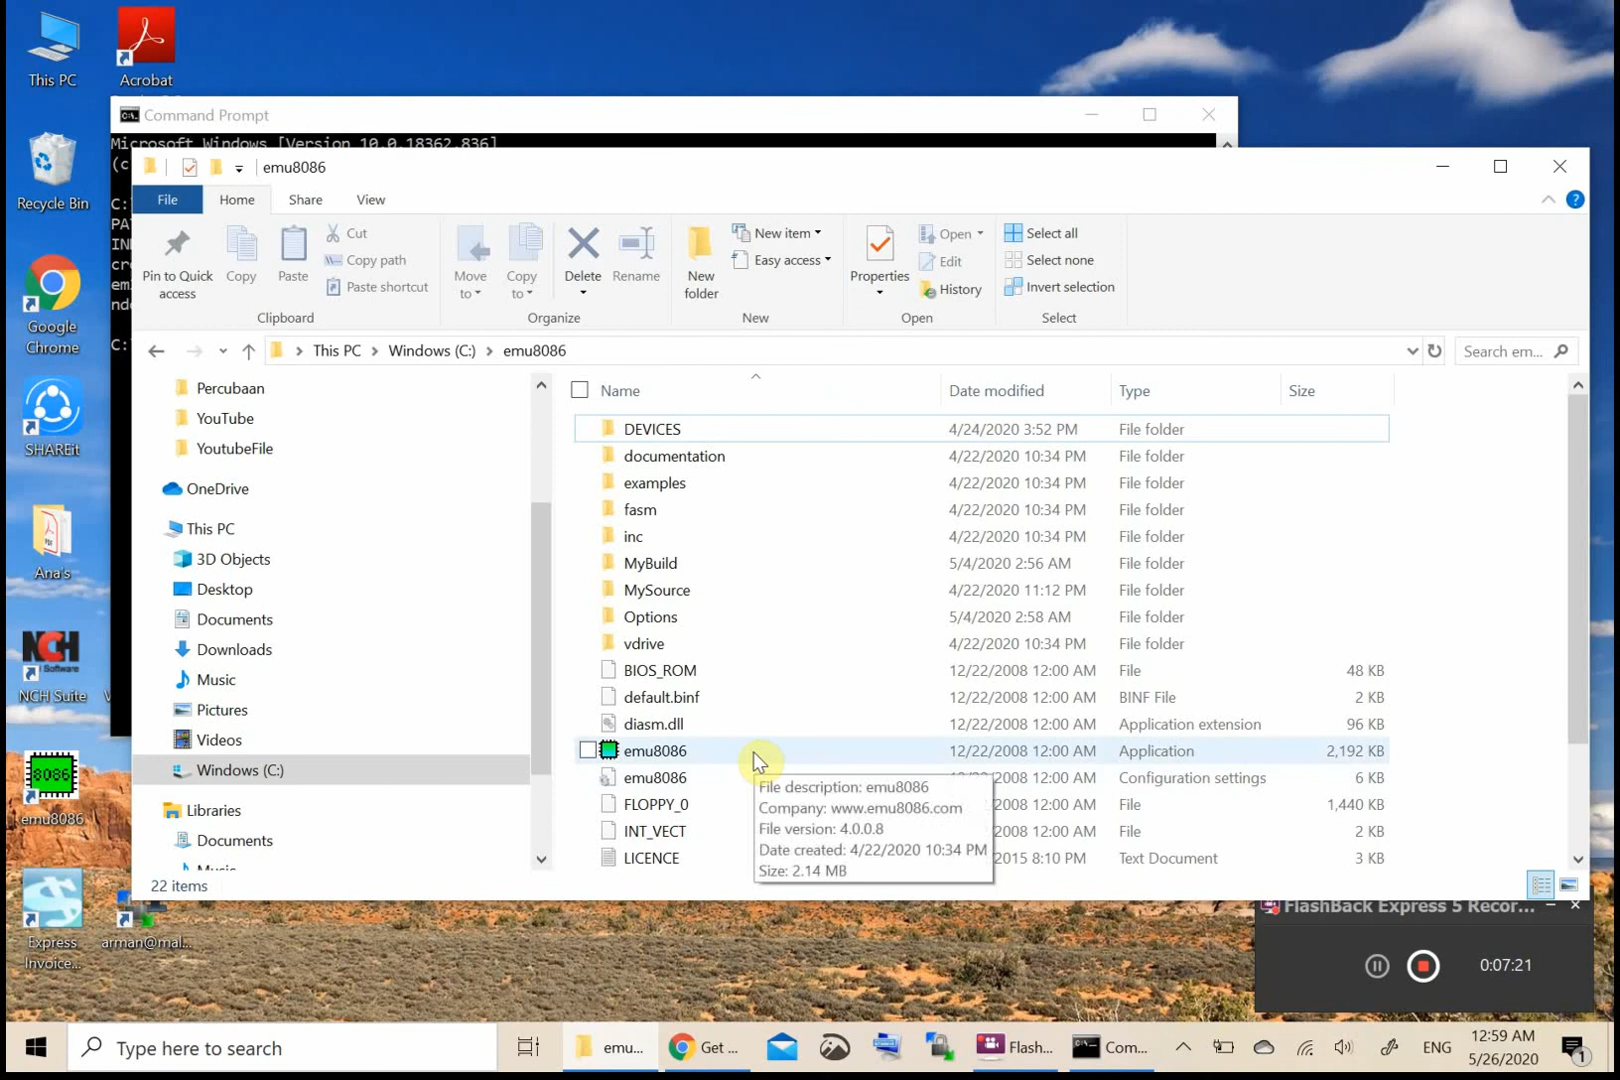 This PC
Acrobat
Recycle Bin
Google
Chrome
SHAREit
Ana's
NCH Software
NCH Suite
8086
emu8086
Express
Invoice...
arman@mal...
Command Prompt
Microsoft Windows [Version 10.0.18362.836]
(c
C:
PA
IN
cr
em
nd
C:
emu8086
File
Home
Share
View
Pin to Quick
access
Copy
Paste
Cut
Copy path
Paste shortcut
Clipboard
Move
to
Copy
to
Delete
Rename
Organize
New
folder
New item
Easy access
New
Properties
Open
Edit
History
Open
Select all
Select none
Invert selection
Select
This PC > Windows (C:) > emu8086
Search em...
Percubaan
YouTube
YoutubeFile
OneDrive
This PC
3D Objects
Desktop
Documents
Downloads
Music
Pictures
Videos
Windows (C:)
Libraries
Documents
Name Date modified Type Size
DEVICES 4/24/2020 3:52 PM File folder
documentation 4/22/2020 10:34 PM File folder
examples 4/22/2020 10:34 PM File folder
fasm 4/22/2020 10:34 PM File folder
inc 4/22/2020 10:34 PM File folder
MyBuild 5/4/2020 2:56 AM File folder
MySource 4/22/2020 11:12 PM File folder
Options 5/4/2020 2:58 AM File folder
vdrive 4/22/2020 10:34 PM File folder
BIOS_ROM 12/22/2008 12:00 AM File 48 KB
default.binf 12/22/2008 12:00 AM BINF File 2 KB
diasm.dll 12/22/2008 12:00 AM Application extension 96 KB
emu8086 12/22/2008 12:00 AM Application 2,192 KB
emu8086 12/22/2008 12:00 AM Configuration settings 6 KB
FLOPPY_0 12:00 AM File 1,440 KB
INT_VECT 12:00 AM File 2 KB
LICENCE 2015 8:10 PM Text Document 3 KB
File description: emu8086
Company: www.emu8086.com
File version: 4.0.0.8
Date created: 4/22/2020 10:34 PM
Size: 2.14 MB
22 items
FlashBack Express 5 Recor...
0:07:21
Type here to search
emu...
Get ...
Flash...
Com...
ENG
12:59 AM
5/26/2020
1